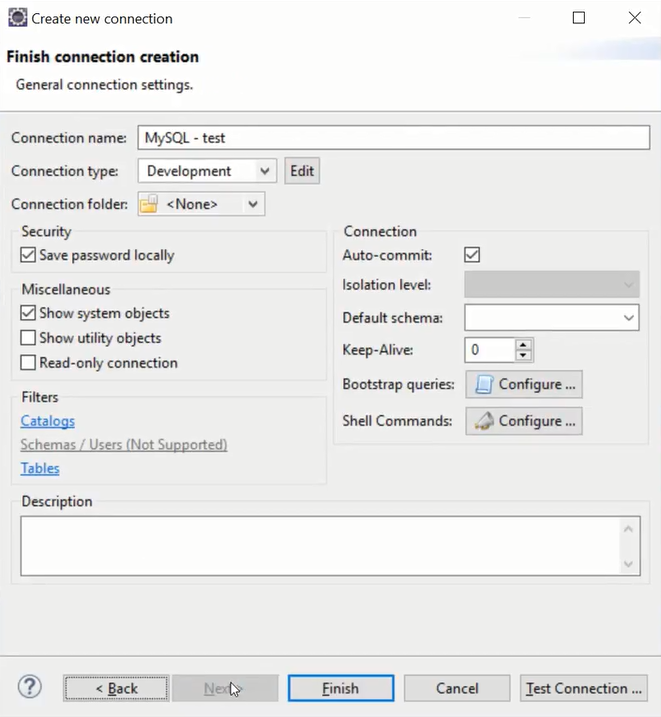 Create new connection
Finish connection creation
General connection settings.
Connection name: MySQL - test
Connection type: Development Edit
Connection folder: <None>
Security
Save password locally
Miscellaneous
Show system objects
Show utility objects
Read-only connection
Filters
Catalogs
Schemas / Users (Not Supported)
Tables
Connection
Auto-commit:
Isolation level:
Default schema:
Keep-Alive: 0
Bootstrap queries: Configure ...
Shell Commands: Configure ...
Description
? < Back Next > Finish Cancel Test Connection ...